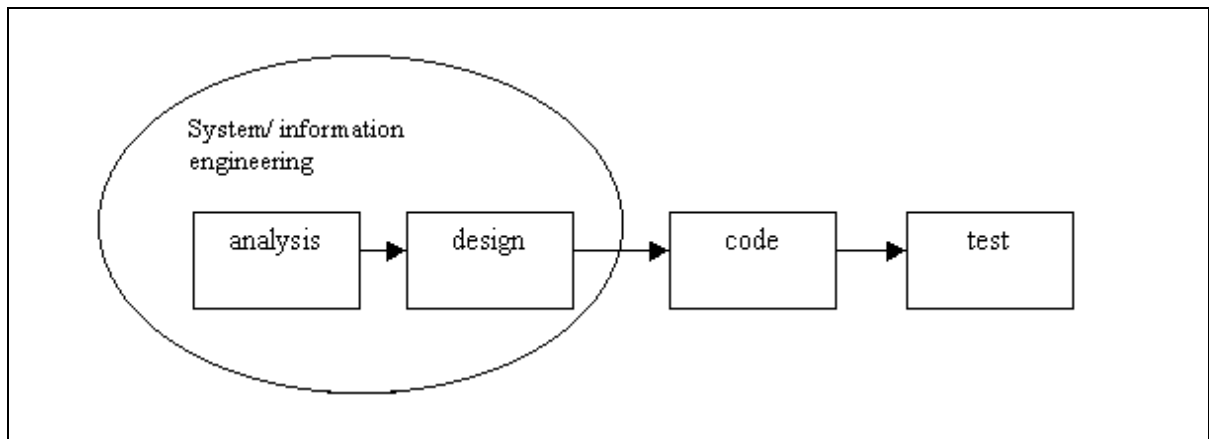 System/ information
engineering
analysis
design
code
test